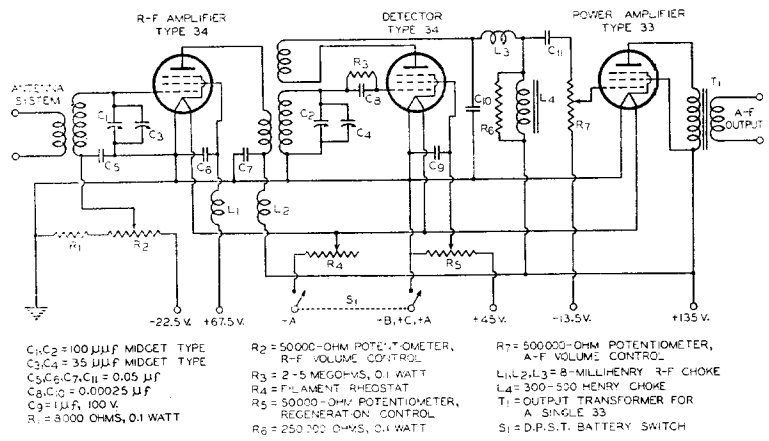 R-F AMPLIFIER
TYPE 34
DETECTOR
TYPE 34
POWER AMPLIFIER
TYPE 33
ANTENNA
SYSTEM
C1
C3
C5
C6
C7
R3
C8
C2
C4
C9
C10
L3
C11
R6
L4
R7
T1
A-F
OUTPUT
L1
L2
R1
R2
R4
R5
S1
-22.5 V.
+67.5 V.
-A
-B,+C,+A
+45 V.
-13.5 V.
+135 V.
C1,C2 = 100 µµf MIDGET TYPE
C3,C4 = 35 µµf MIDGET TYPE
C5,C6,C7,C11 = 0.05 µf
C8,C10 = 0.00025 µf
C9 = 1 µf, 100 V.
R1 = 8000 OHMS, 0.1 WATT
R2 = 50000-OHM POTENTIOMETER,
R-F VOLUME CONTROL
R3 = 2-5 MEGOHMS, 0.1 WATT
R4 = FILAMENT RHEOSTAT
R5 = 50000-OHM POTENTIOMETER,
REGENERATION CONTROL
R6 = 250000 OHMS, 0.1 WATT
R7 = 500000-OHM POTENTIOMETER,
A-F VOLUME CONTROL
L1,L2,L3 = 8-MILLIHENRY R-F CHOKE
L4 = 300-500 HENRY CHOKE
T1 = OUTPUT TRANSFORMER FOR
A SINGLE 33
S1 = D.P.S.T. BATTERY SWITCH